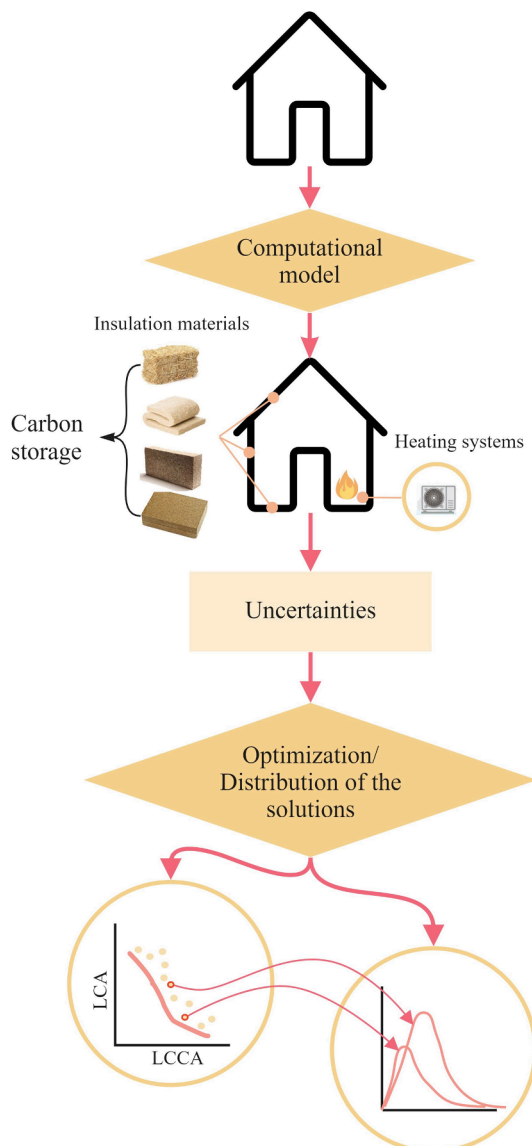 Computational
model
Insulation materials
Carbon
storage
Heating systems
Uncertainties
Optimization/
Distribution of the
solutions
LCA
LCCA